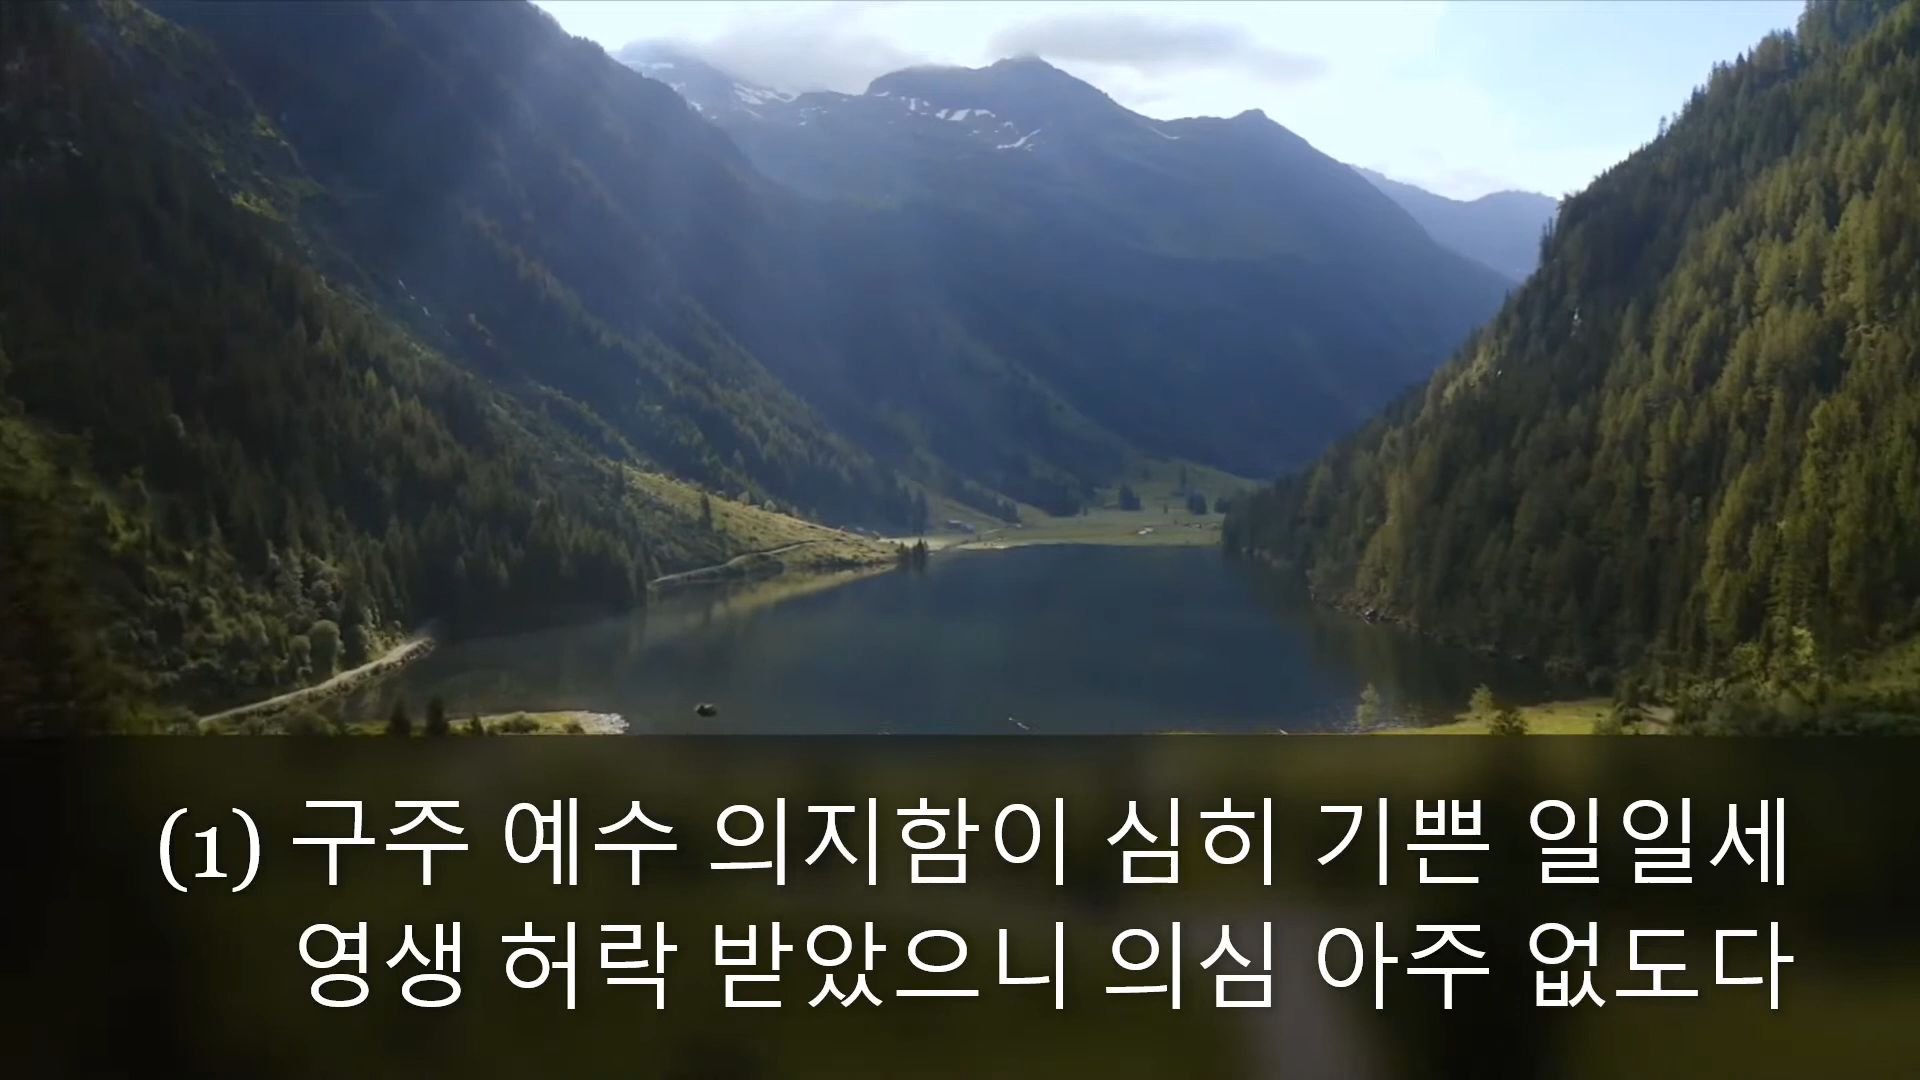 (1) 구주 예수 의지함이 심히 기쁜 일일세
영생 허락 받았으니 의심 아주 없도다